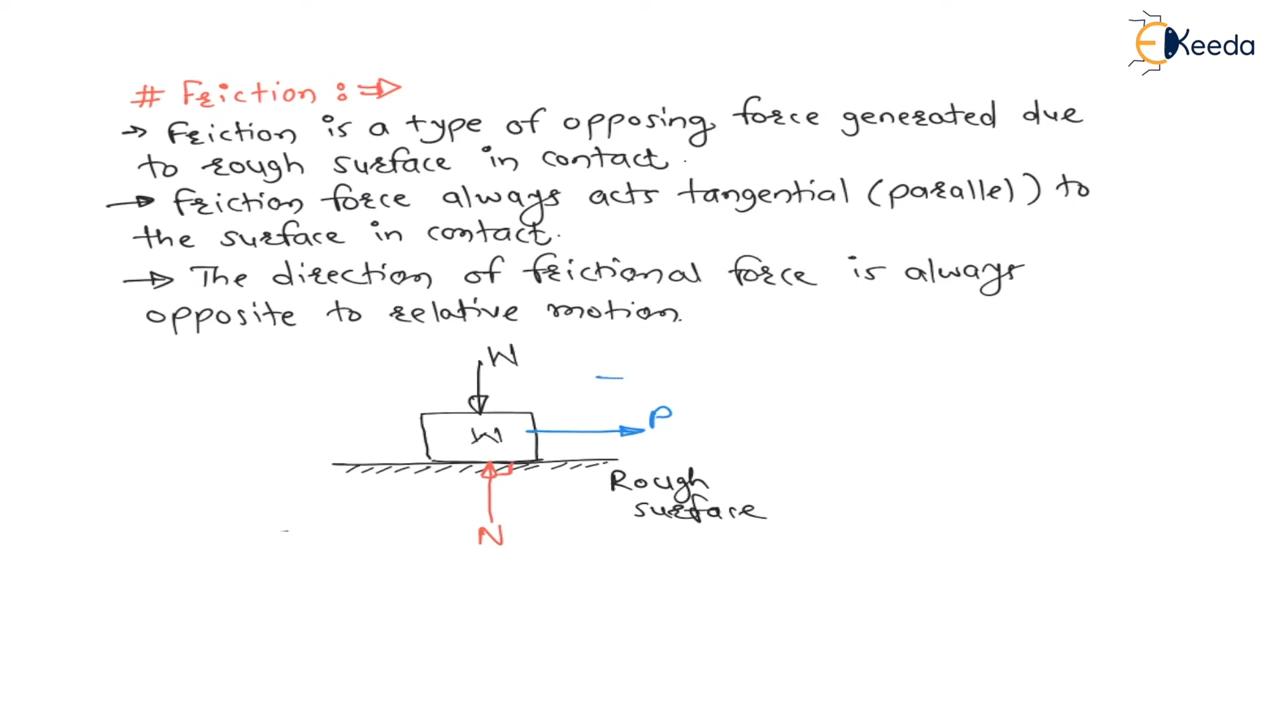 EKeeda
# Friction :⇒
→ Friction is a type of opposing force generated due
to rough surface in contact.
→ friction force always acts tangential (parallel) to
the surface in contact.
→ The direction of frictional force is always
opposite to relative motion.
W
P
W
Rough
surface
N